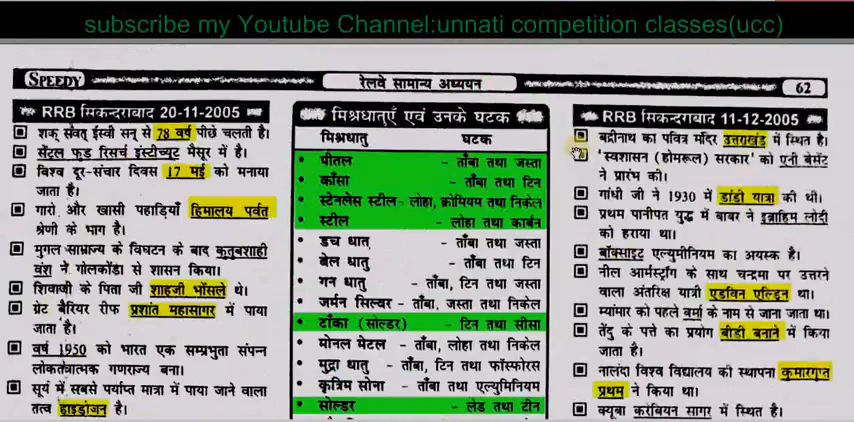 subscribe my Youtube Channel:unnati competition classes(ucc)
SPEEDY
रेलवे सामान्य अध्ययन
62
RRB सिकन्दराबाद 20-11-2005
शक् संवत् ईस्वी सन् से 78 वर्ष पीछे चलती है।
सेंट्रल फूड रिसर्च इंस्टीच्यूट मैसूर में है।
विश्व दूर-संचार दिवस 17 मई को मनाया
जाता है।
गारो और खासी पहाड़ियाँ हिमालय पर्वत
श्रेणी के भाग है।
मुगल साम्राज्य के विघटन के बाद कुतुबशाही
वंश ने गोलकोंडा से शासन किया।
शिवाजी के पिता जी शाहजी भोंसले थे।
ग्रेट बैरियर रीफ प्रशांत महासागर में पाया
जाता है।
वर्ष 1950 को भारत एक सम्प्रभुता संपन्न
लोकतंत्रात्मक गणराज्य बना।
सूर्य में सबसे पर्याप्त मात्रा में पाया जाने वाला
तत्व हाइड्रोजन है।
मिश्रधातुएँ एवं उनके घटक
मिश्रधातु घटक
• पीतल - ताँबा तथा जस्ता
• काँसा - ताँबा तथा टिन
• स्टेनलेस स्टील- लोहा, क्रोमियम तथा निकेल
• स्टील - लोहा तथा कार्बन
• डच धातु - ताँबा तथा जस्ता
• बेल धातु - ताँबा तथा टिन
• गन धातु - ताँबा, टिन तथा जस्ता
• जर्मन सिल्वर - ताँबा, जस्ता तथा निकेल
• टाँका (सोल्डर) - टिन तथा सीसा
• मोनल मेटल - ताँबा, लोहा तथा निकेल
• मुद्रा धातु - ताँबा, टिन तथा फॉस्फोरस
• कृत्रिम सोना - ताँबा तथा एल्युमिनियम
• सोल्डर - लेड तथा टीन
RRB सिकन्दराबाद 11-12-2005
बद्रीनाथ का पवित्र मंदिर उत्तराखंड में स्थित है।
'स्वशासन (होमरूल) सरकार' को एनी बेसेंट
ने प्रारंभ की।
गांधी जी ने 1930 में डांडी यात्रा की थी।
प्रथम पानीपत युद्ध में बाबर ने इब्राहिम लोदी
को हराया था।
बॉक्साइट एल्युमीनियम का अयस्क है।
नील आर्मस्ट्रॉंग के साथ चन्द्रमा पर उतरने
वाला अंतरिक्ष यात्री एडविन एल्ड्रिन था।
म्यांमार को पहले बर्मा के नाम से जाना जाता था।
तेंदु के पत्ते का प्रयोग बीडी बनाने में किया
जाता है।
नालंदा विश्व विद्यालय की स्थापना कुमारगुप्त
प्रथम ने किया था।
क्यूबा करेबियन सागर में स्थित है।